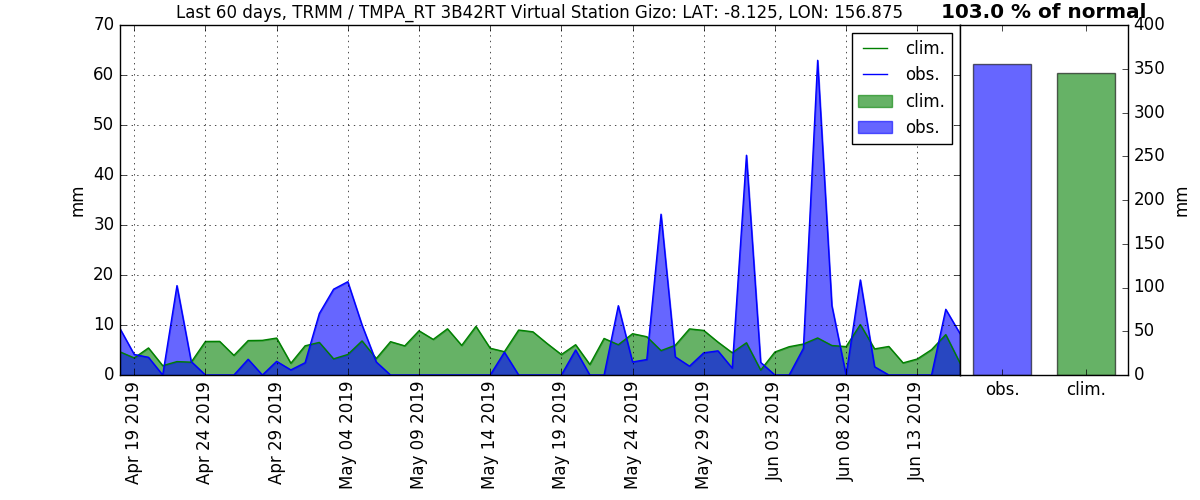 Last 60 days, TRMM / TMPA_RT 3B42RT Virtual Station Gizo: LAT: -8.125, LON: 156.875
103.0 % of normal
70
60
50
40
30
20
10
0
mm
clim.
obs.
clim.
obs.
400
350
300
250
200
150
100
50
0
mm
Apr 19 2019
Apr 24 2019
Apr 29 2019
May 04 2019
May 09 2019
May 14 2019
May 19 2019
May 24 2019
May 29 2019
Jun 03 2019
Jun 08 2019
Jun 13 2019
obs.
clim.